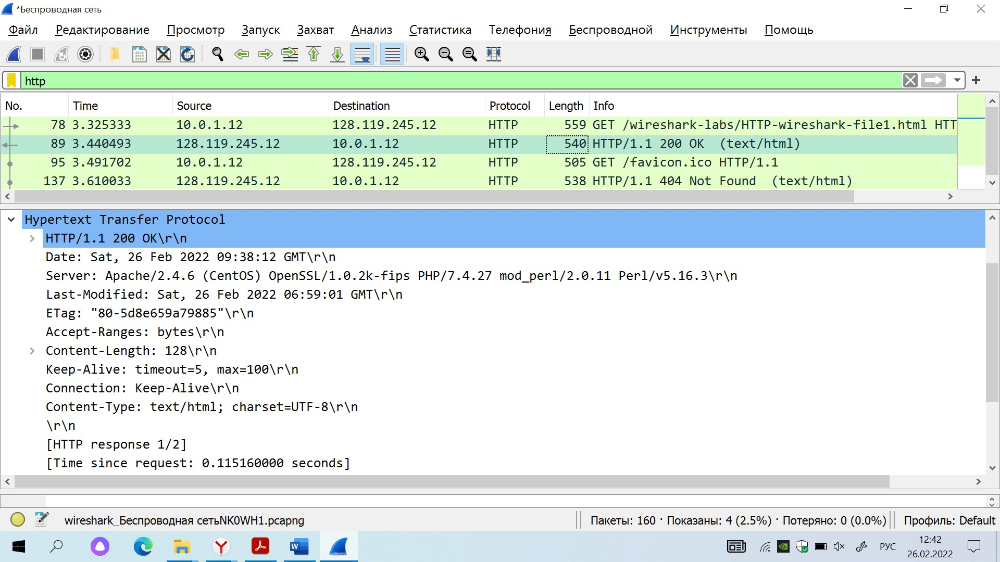 *Беспроводная сеть
Файл Редактирование Просмотр Запуск Захват Анализ Статистика Телефония Беспроводной Инструменты Помощь
http
No. Time Source Destination Protocol Length Info
78 3.325333 10.0.1.12 128.119.245.12 HTTP 559 GET /wireshark-labs/HTTP-wireshark-file1.html HTT
89 3.440493 128.119.245.12 10.0.1.12 HTTP 540 HTTP/1.1 200 OK (text/html)
95 3.491702 10.0.1.12 128.119.245.12 HTTP 505 GET /favicon.ico HTTP/1.1
137 3.610033 128.119.245.12 10.0.1.12 HTTP 538 HTTP/1.1 404 Not Found (text/html)
Hypertext Transfer Protocol
HTTP/1.1 200 OK\r\n
Date: Sat, 26 Feb 2022 09:38:12 GMT\r\n
Server: Apache/2.4.6 (CentOS) OpenSSL/1.0.2k-fips PHP/7.4.27 mod_perl/2.0.11 Perl/v5.16.3\r\n
Last-Modified: Sat, 26 Feb 2022 06:59:01 GMT\r\n
ETag: "80-5d8e659a79885"\r\n
Accept-Ranges: bytes\r\n
Content-Length: 128\r\n
Keep-Alive: timeout=5, max=100\r\n
Connection: Keep-Alive\r\n
Content-Type: text/html; charset=UTF-8\r\n
\r\n
[HTTP response 1/2]
[Time since request: 0.115160000 seconds]
wireshark_Беспроводная сетьNK0WH1.pcapng Пакеты: 160 · Показаны: 4 (2.5%) · Потеряно: 0 (0.0%) Профиль: Default
РУС 12:42
26.02.2022